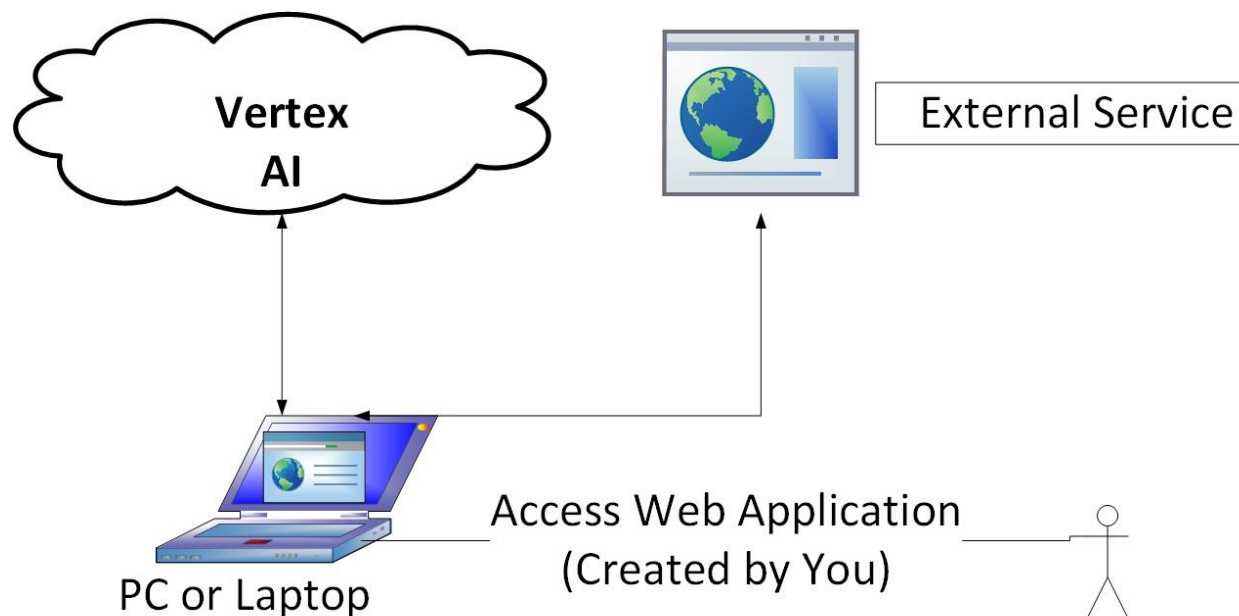 Vertex
AI
External Service
Access Web Application
(Created by You)
PC or Laptop